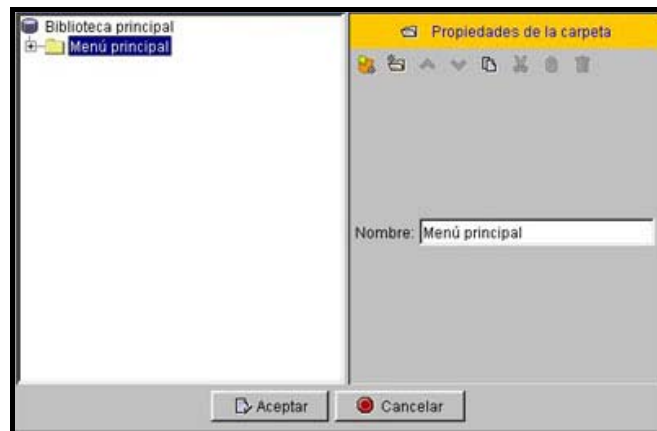 Biblioteca principal
Menú principal
Propiedades de la carpeta
Nombre: Menú principal
Aceptar
Cancelar